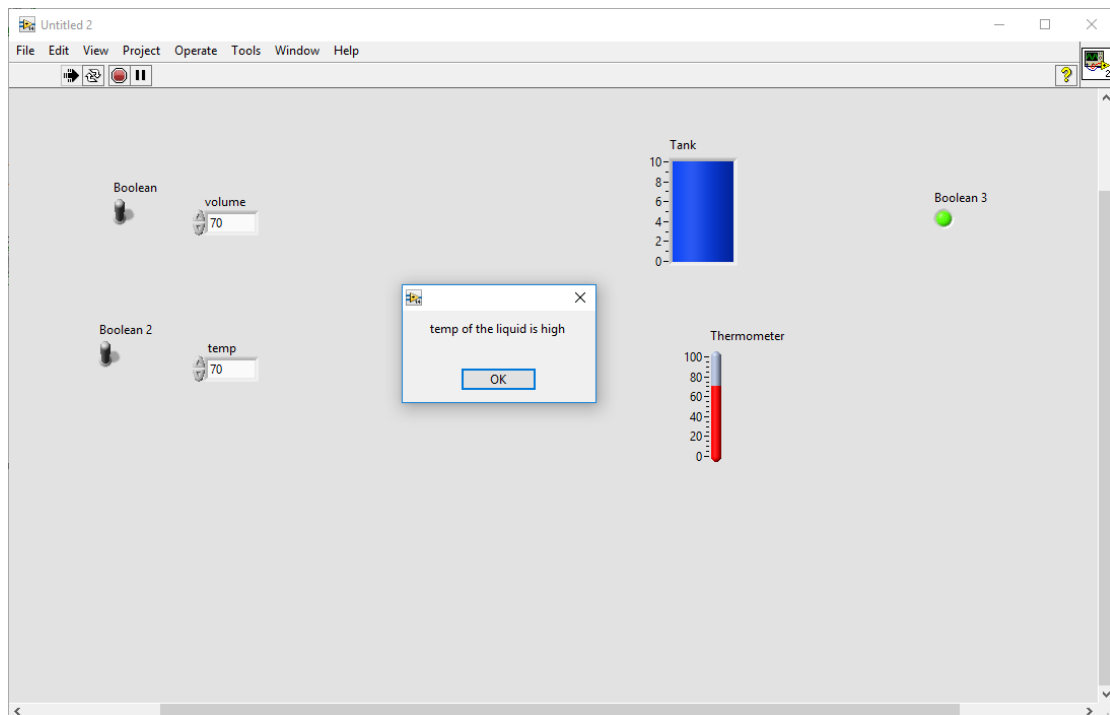 Untitled 2
File Edit View Project Operate Tools Window Help
?
2
Tank
10
8
6
4
2
0
Boolean
volume
70
Boolean 3
temp of the liquid is high
OK
Boolean 2
temp
70
Thermometer
100
80
60
40
20
0